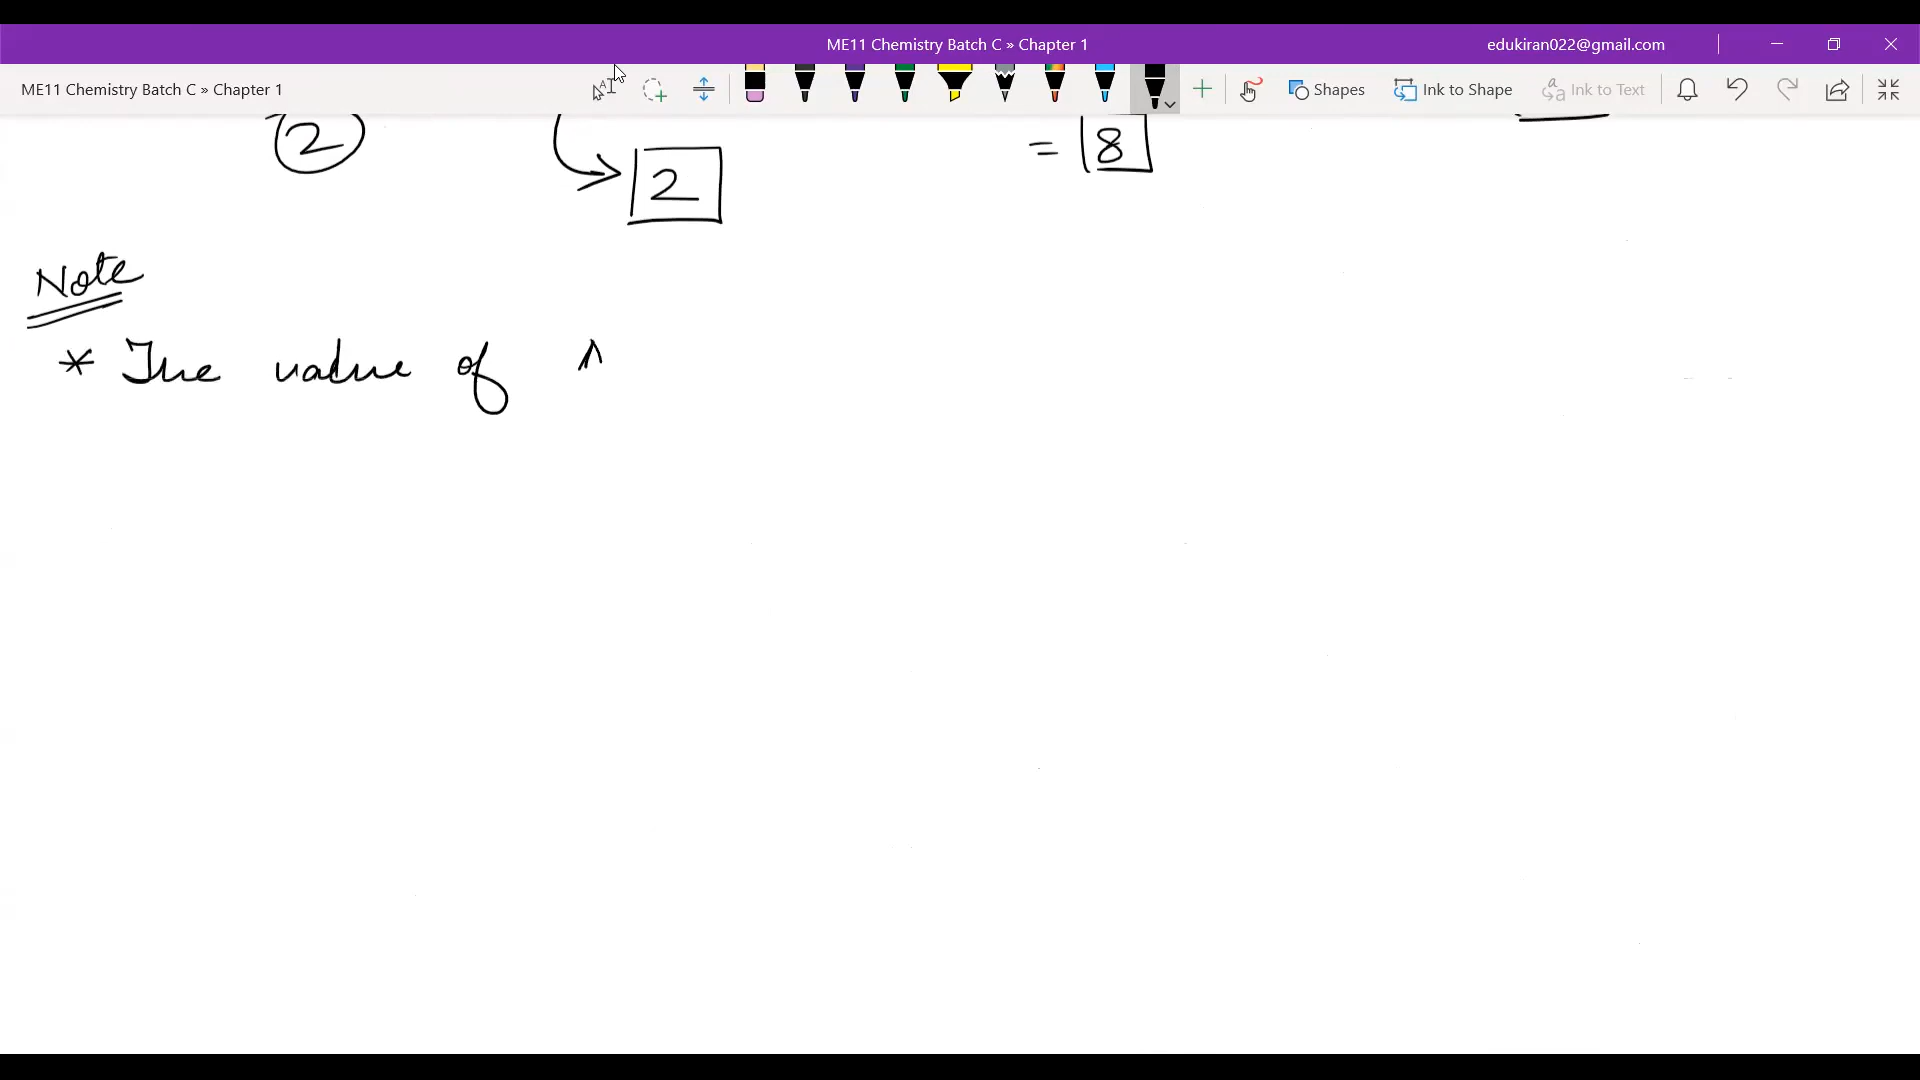 ME11 Chemistry Batch C » Chapter 1
edukiran022@gmail.com
ME11 Chemistry Batch C » Chapter 1
Shapes
Ink to Shape
Ink to Text
2
2
= 8
Note
* The value of